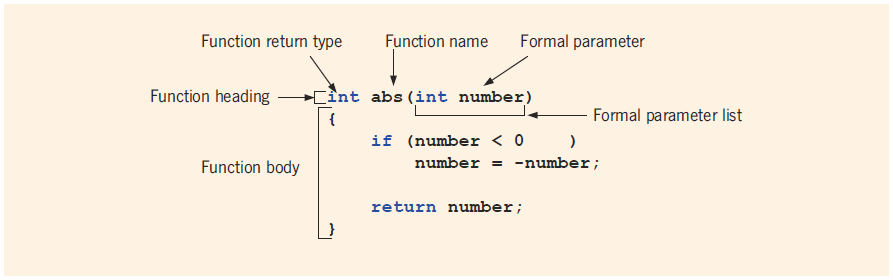 Function return type Function name Formal parameter
Function heading int abs(int number)
Formal parameter list
{
if (number < 0 )
number = -number;
Function body
return number;
}